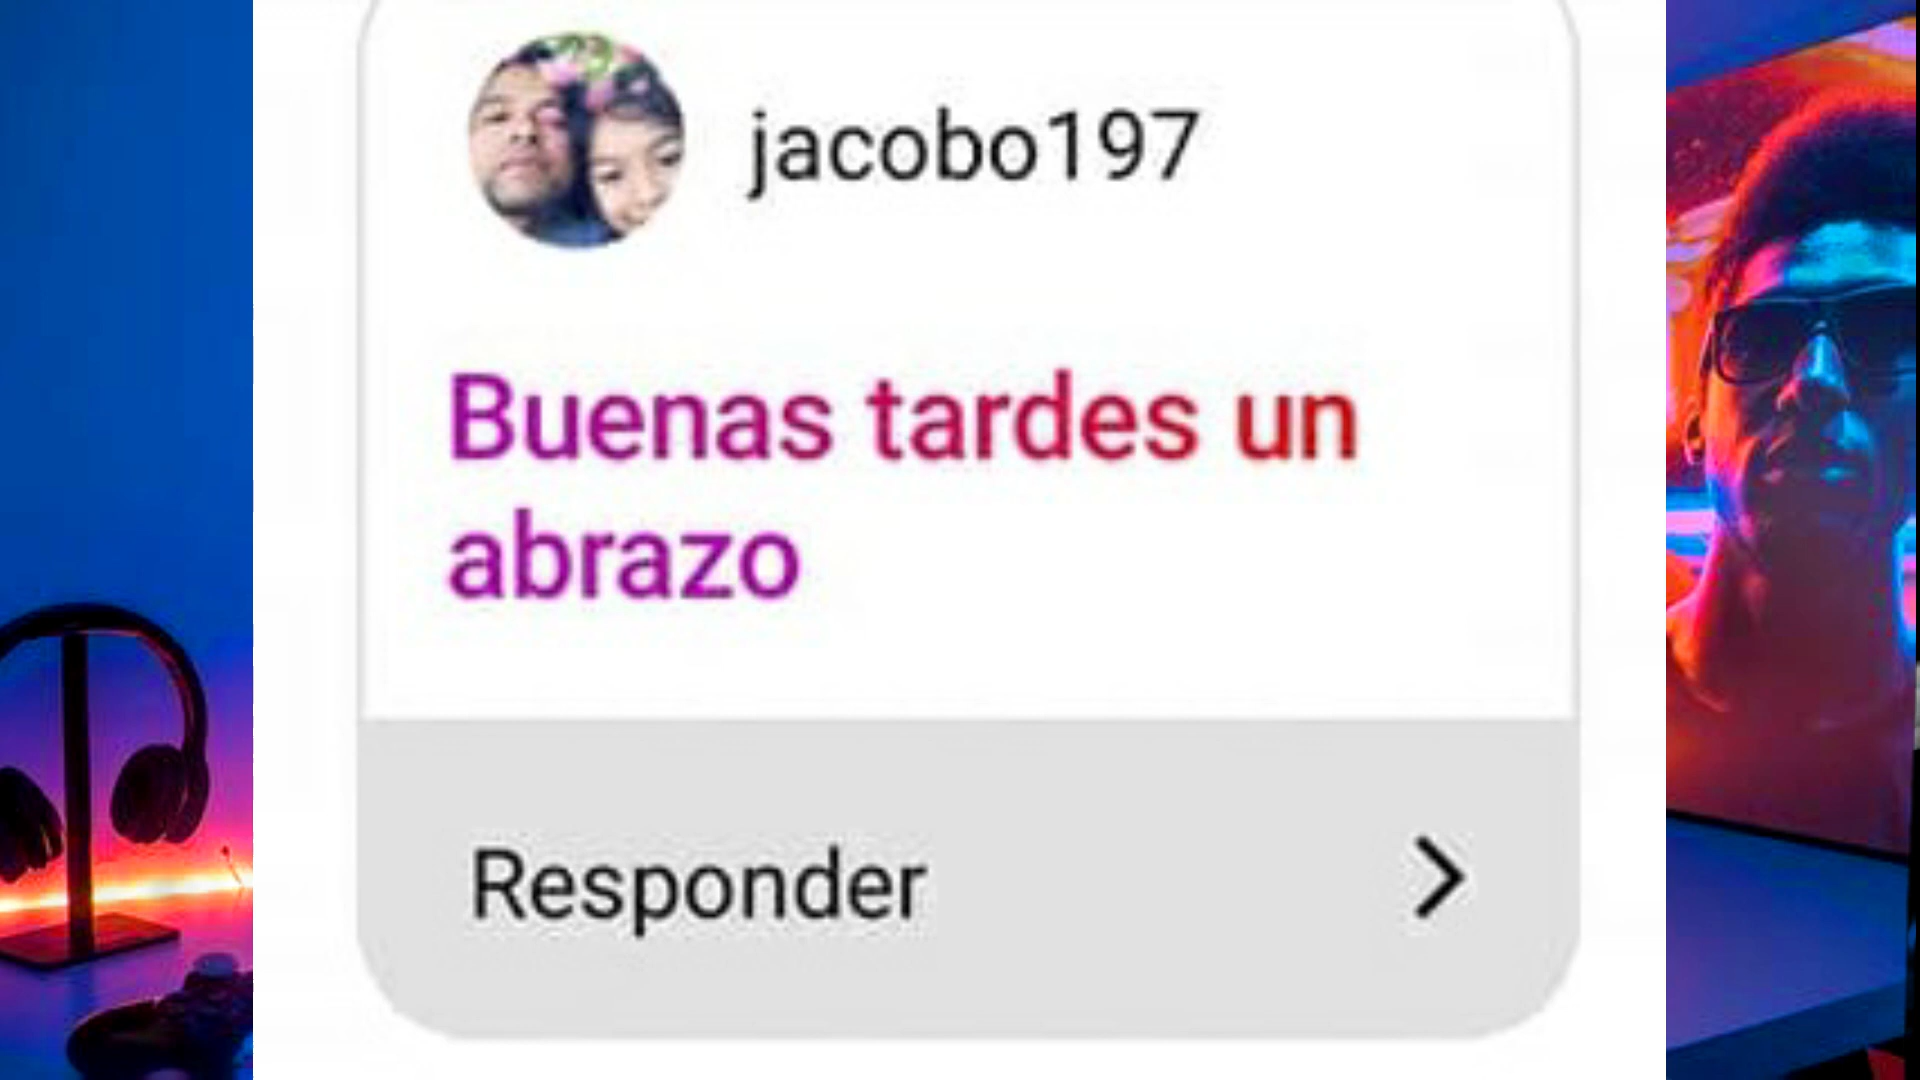 jacobo197
Buenas tardes un
abrazo
Responder